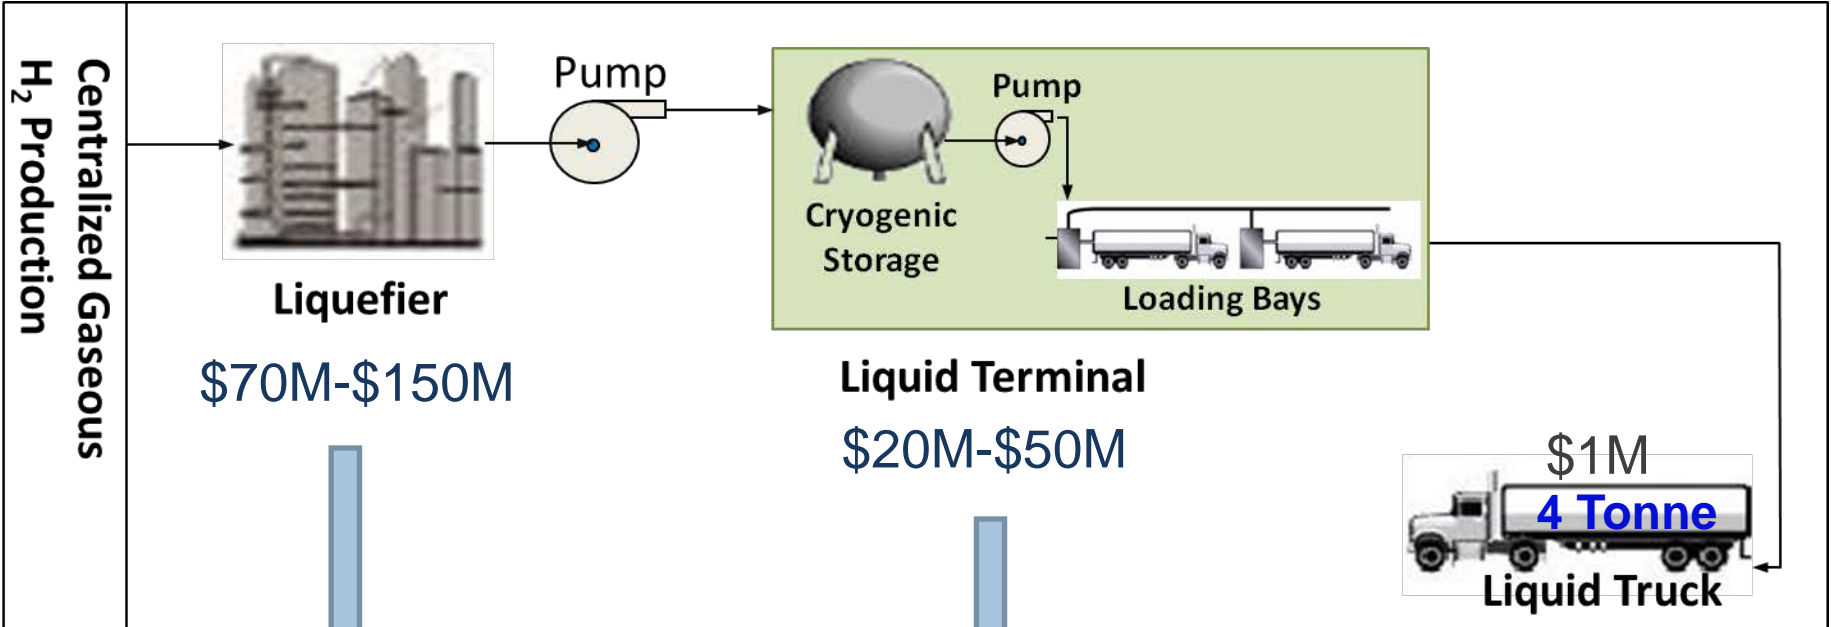 Centralized Gaseous
H₂ Production
Liquefier
$70M-$150M
Pump
Pump
Cryogenic
Storage
Loading Bays
Liquid Terminal
$20M-$50M
$1M
4 Tonne
Liquid Truck